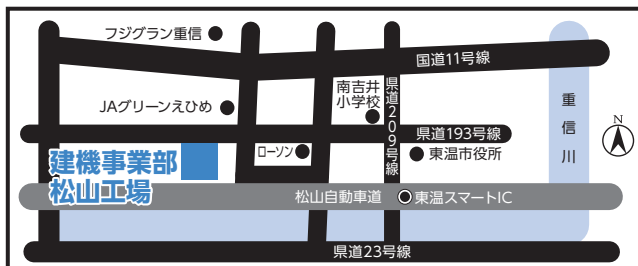 フジグラン重信
国道11号線
南吉井
小学校
県道209号線
重信川
N
JAグリーンえひめ
県道193号線
ローソン
東温市役所
建機事業部
松山工場
松山自動車道
東温スマートIC
県道23号線